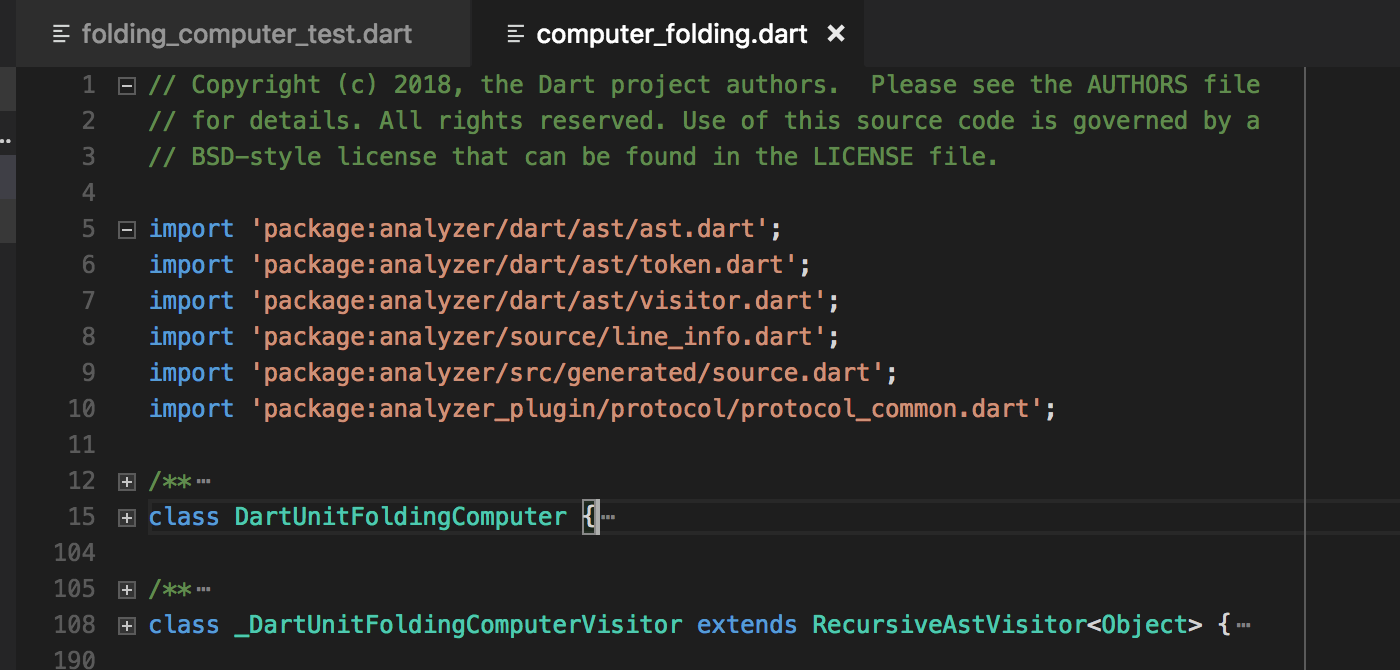 folding_computer_test.dart computer_folding.dart
1 // Copyright (c) 2018, the Dart project authors.  Please see the AUTHORS file
2 // for details. All rights reserved. Use of this source code is governed by a
3 // BSD-style license that can be found in the LICENSE file.
4
5 import 'package:analyzer/dart/ast/ast.dart';
6 import 'package:analyzer/dart/ast/token.dart';
7 import 'package:analyzer/dart/ast/visitor.dart';
8 import 'package:analyzer/source/line_info.dart';
9 import 'package:analyzer/src/generated/source.dart';
10 import 'package:analyzer_plugin/protocol/protocol_common.dart';
11
12 /**⋯
15 class DartUnitFoldingComputer {⋯
104
105 /**⋯
108 class _DartUnitFoldingComputerVisitor extends RecursiveAstVisitor<Object> {⋯
190